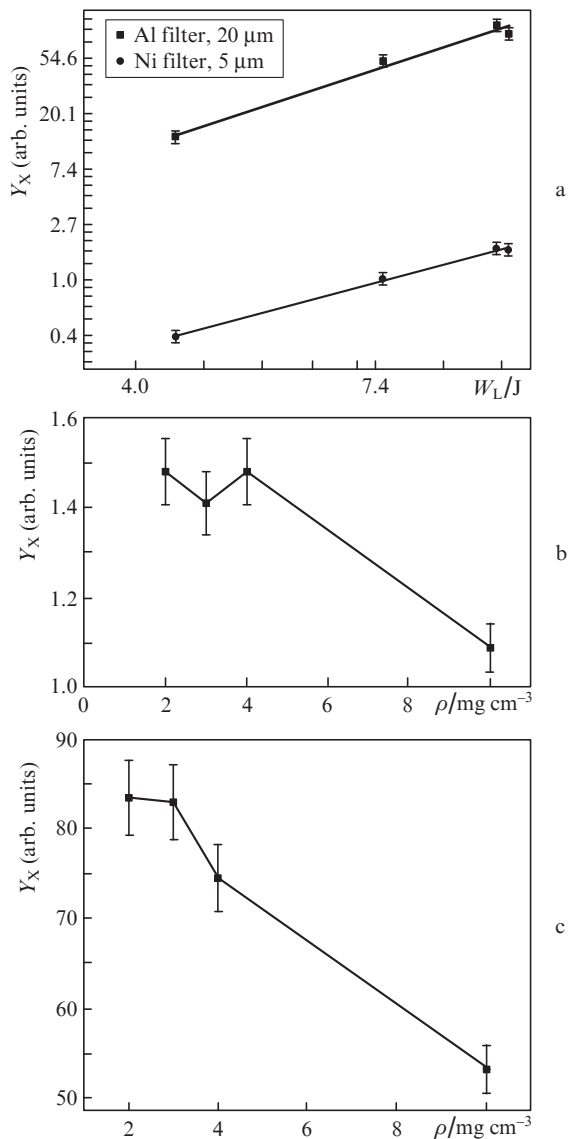 Al filter, 20 μm
Ni filter, 5 μm
Y_X (arb. units)
54.6
20.1
7.4
2.7
1.0
0.4
4.0
7.4
W_L/J
a
Y_X (arb. units)
1.6
1.4
1.2
1.0
0
2
4
6
8
ρ/mg cm⁻³
b
Y_X (arb. units)
90
80
70
60
50
2
4
6
8
ρ/mg cm⁻³
c